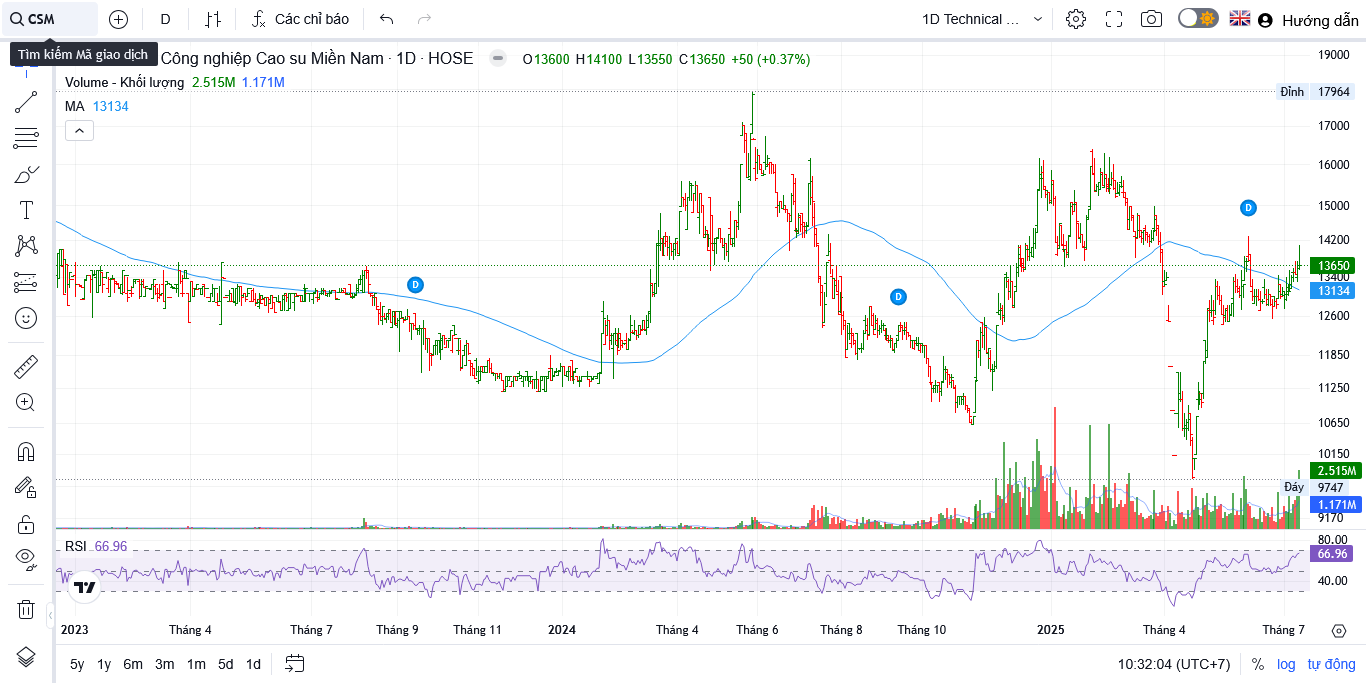 CSM D Các chỉ báo 1D Technical ... Hướng dẫn
Tìm kiếm Mã giao dịch
Công nghiệp Cao su Miền Nam · 1D · HOSE O13600 H14100 L13550 C13650 +50 (+0.37%)
Volume - Khối lượng 2.515M 1.171M
MA 13134
19000
Đỉnh 17964
17000
16000
15000
14200
13650
13400
13134
12600
11850
11250
10650
10150
2.515M
Đáy 9747
1.171M
9170
D
D
D
RSI 66.96
80.00
66.96
40.00
2023 Tháng 4 Tháng 7 Tháng 9 Tháng 11 2024 Tháng 4 Tháng 6 Tháng 8 Tháng 10 2025 Tháng 4 Tháng 7
5y 1y 6m 3m 1m 5d 1d 10:32:04 (UTC+7) % log tự động